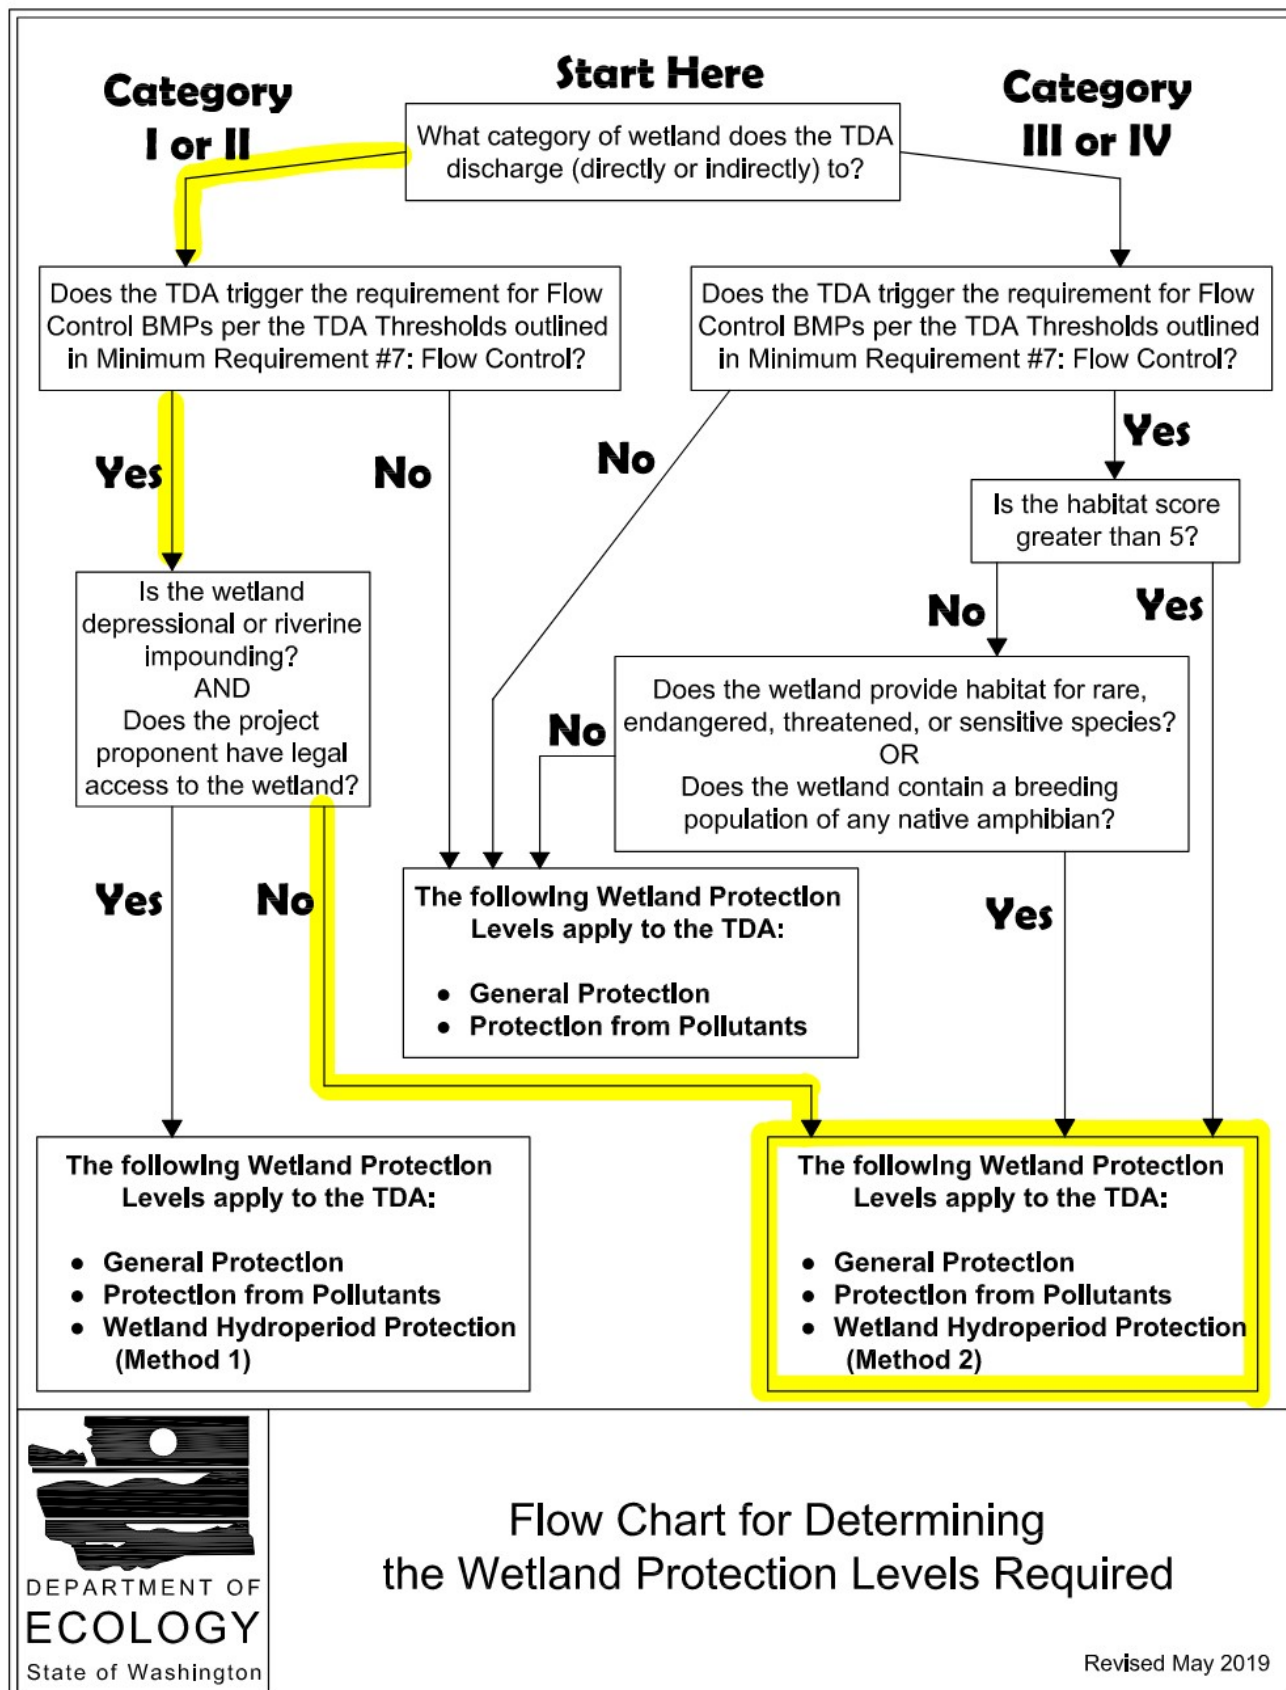 Start Here
Category
I or II
Category
III or IV
What category of wetland does the TDA
discharge (directly or indirectly) to?
Does the TDA trigger the requirement for Flow
Control BMPs per the TDA Thresholds outlined
in Minimum Requirement #7: Flow Control?
Does the TDA trigger the requirement for Flow
Control BMPs per the TDA Thresholds outlined
in Minimum Requirement #7: Flow Control?
Yes
No
No
Yes
Is the habitat score
greater than 5?
Is the wetland
depressional or riverine
impounding?
AND
Does the project
proponent have legal
access to the wetland?
No
Yes
Does the wetland provide habitat for rare,
endangered, threatened, or sensitive species?
OR
Does the wetland contain a breeding
population of any native amphibian?
No
Yes
No
The following Wetland Protection
Levels apply to the TDA:
● General Protection
● Protection from Pollutants
Yes
The following Wetland Protection
Levels apply to the TDA:
● General Protection
● Protection from Pollutants
● Wetland Hydroperiod Protection
(Method 1)
The following Wetland Protection
Levels apply to the TDA:
● General Protection
● Protection from Pollutants
● Wetland Hydroperiod Protection
(Method 2)
DEPARTMENT OF
ECOLOGY
State of Washington
Flow Chart for Determining
the Wetland Protection Levels Required
Revised May 2019